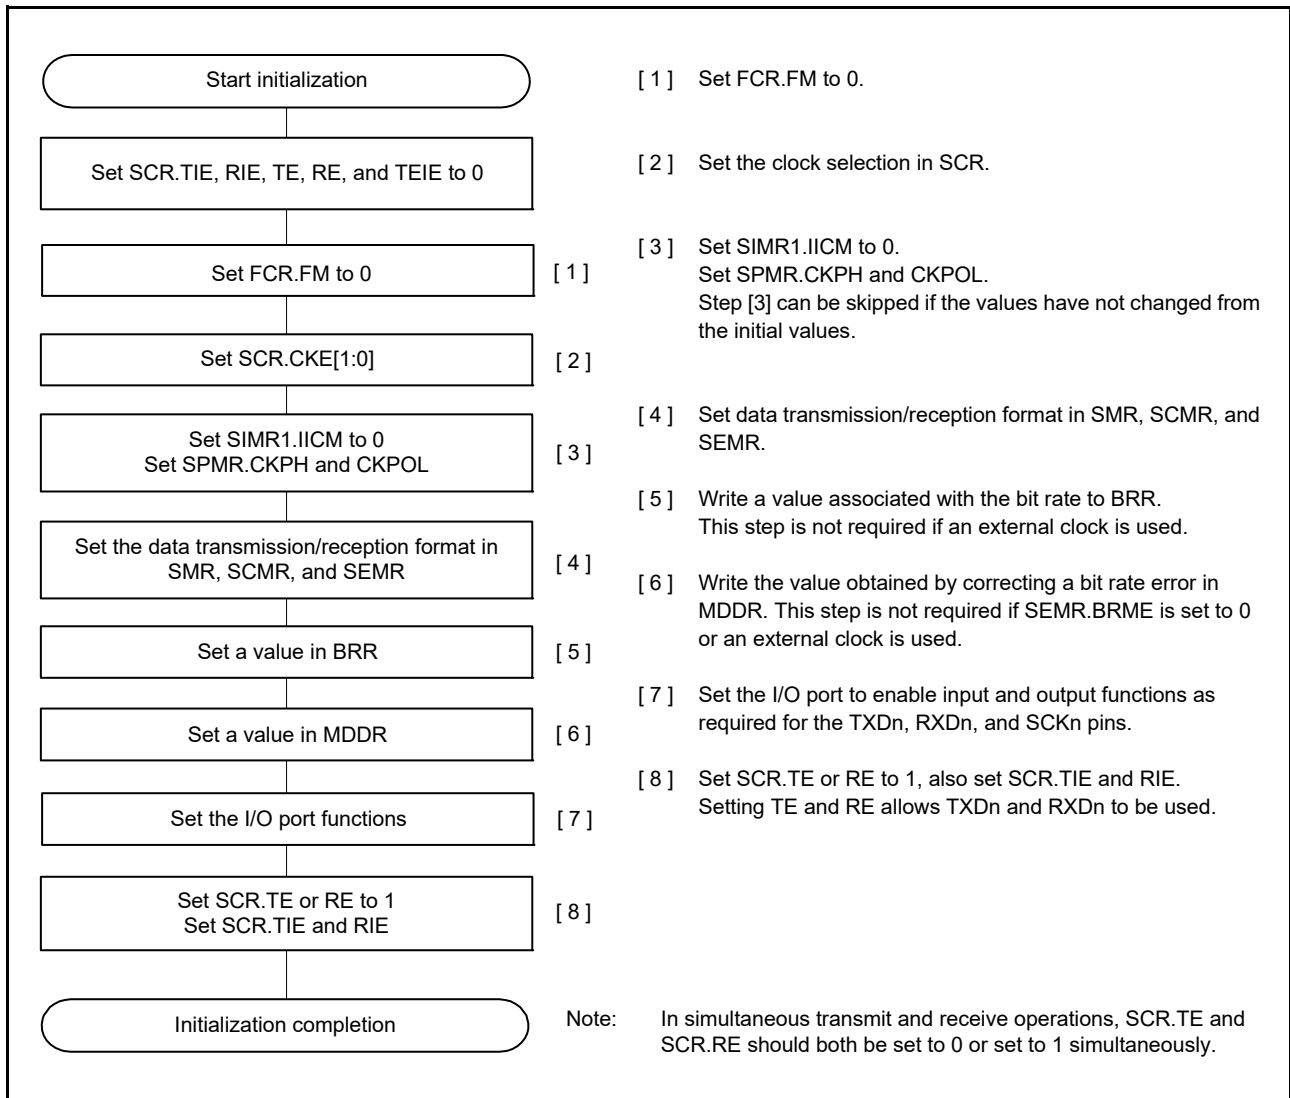 Start initialization
Set SCR.TIE, RIE, TE, RE, and TEIE to 0
Set FCR.FM to 0
[ 1 ]
Set SCR.CKE[1:0]
[ 2 ]
Set SIMR1.IICM to 0
Set SPMR.CKPH and CKPOL
[ 3 ]
Set the data transmission/reception format in
SMR, SCMR, and SEMR
[ 4 ]
Set a value in BRR
[ 5 ]
Set a value in MDDR
[ 6 ]
Set the I/O port functions
[ 7 ]
Set SCR.TE or RE to 1
Set SCR.TIE and RIE
[ 8 ]
Initialization completion
[ 1 ] Set FCR.FM to 0.
[ 2 ] Set the clock selection in SCR.
[ 3 ] Set SIMR1.IICM to 0.
Set SPMR.CKPH and CKPOL.
Step [3] can be skipped if the values have not changed from
the initial values.
[ 4 ] Set data transmission/reception format in SMR, SCMR, and
SEMR.
[ 5 ] Write a value associated with the bit rate to BRR.
This step is not required if an external clock is used.
[ 6 ] Write the value obtained by correcting a bit rate error in
MDDR. This step is not required if SEMR.BRME is set to 0
or an external clock is used.
[ 7 ] Set the I/O port to enable input and output functions as
required for the TXDn, RXDn, and SCKn pins.
[ 8 ] Set SCR.TE or RE to 1, also set SCR.TIE and RIE.
Setting TE and RE allows TXDn and RXDn to be used.
Note: In simultaneous transmit and receive operations, SCR.TE and
SCR.RE should both be set to 0 or set to 1 simultaneously.